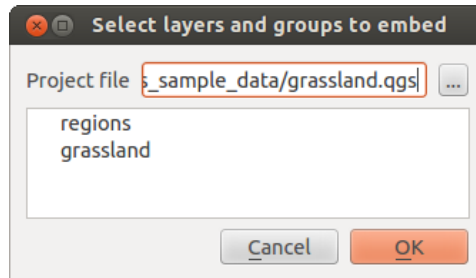 Select layers and groups to embed
Project file s_sample_data/grassland.qgs ...
regions
grassland
Cancel OK